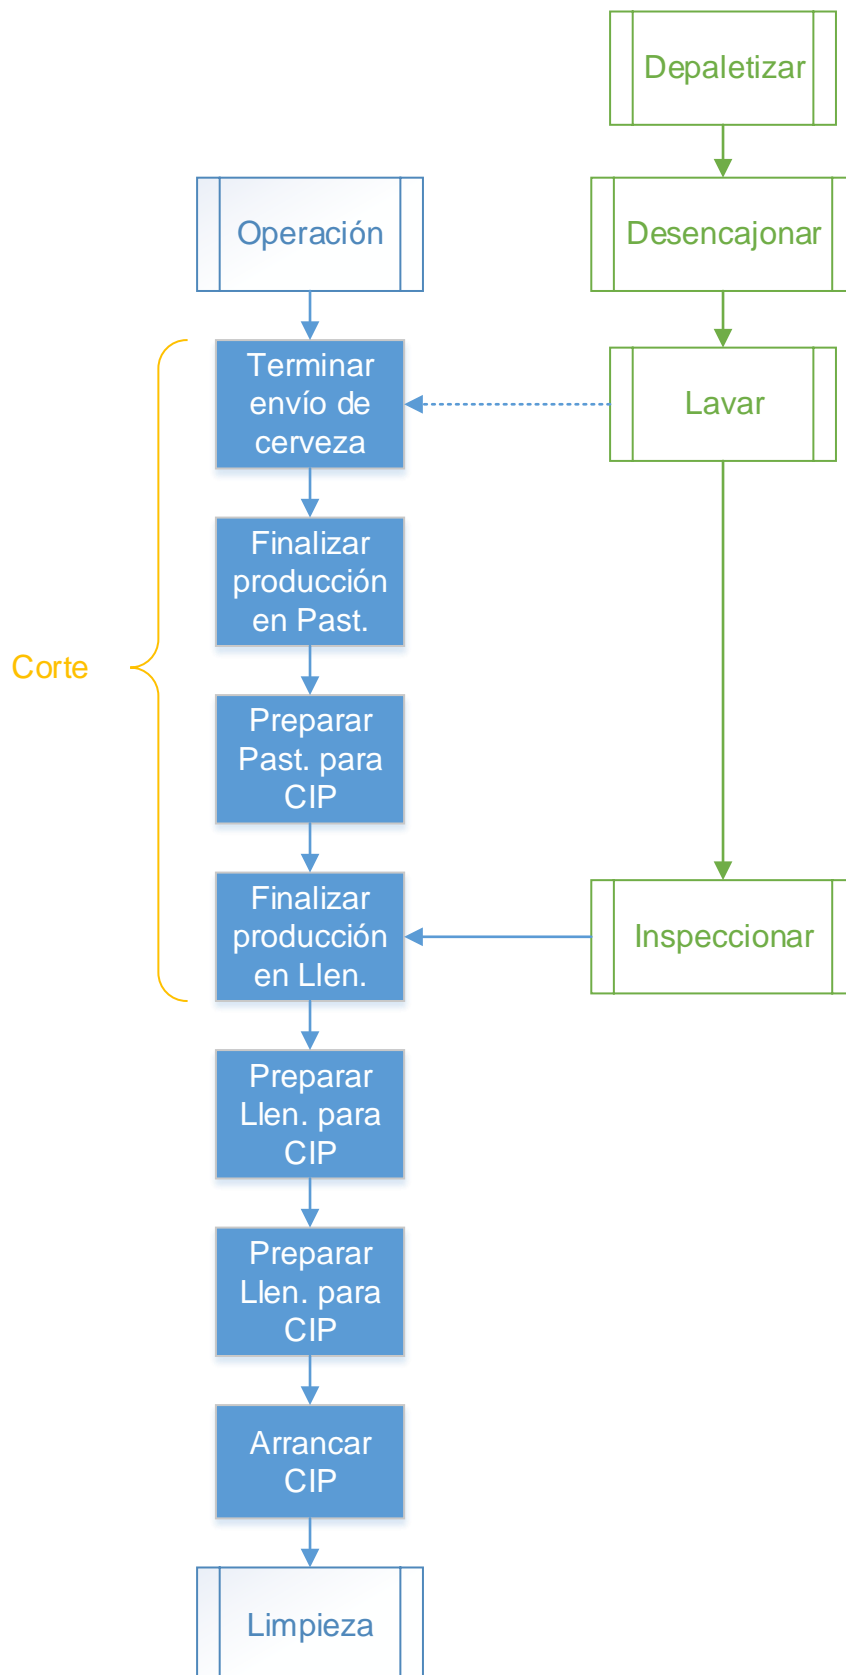 Depaletizar
Operación
Desencajonar
Terminar
envío de
cerveza
Lavar
Finalizar
producción
en Past.
Corte
Preparar
Past. para
CIP
Finalizar
producción
en Llen.
Inspeccionar
Preparar
Llen. para
CIP
Preparar
Llen. para
CIP
Arrancar
CIP
Limpieza